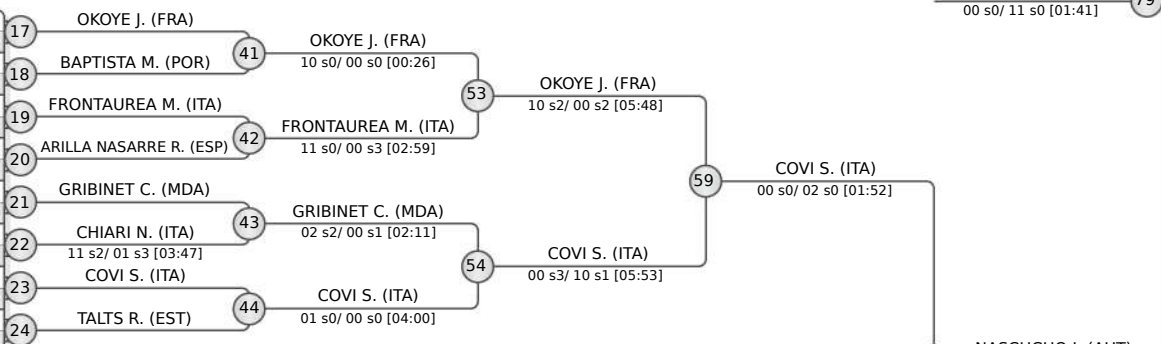 79
00 s0/ 11 s0 [01:41]
17
OKOYE J. (FRA)
18
BAPTISTA M. (POR)
41
OKOYE J. (FRA)
10 s0/ 00 s0 [00:26]
19
FRONTAUREA M. (ITA)
20
ARILLA NASARRE R. (ESP)
42
FRONTAUREA M. (ITA)
11 s0/ 00 s3 [02:59]
53
OKOYE J. (FRA)
10 s2/ 00 s2 [05:48]
21
GRIBINET C. (MDA)
22
CHIARI N. (ITA)
11 s2/ 01 s3 [03:47]
43
GRIBINET C. (MDA)
02 s2/ 00 s1 [02:11]
23
COVI S. (ITA)
24
TALTS R. (EST)
44
COVI S. (ITA)
01 s0/ 00 s0 [04:00]
54
COVI S. (ITA)
00 s3/ 10 s1 [05:53]
59
COVI S. (ITA)
00 s0/ 02 s0 [01:52]